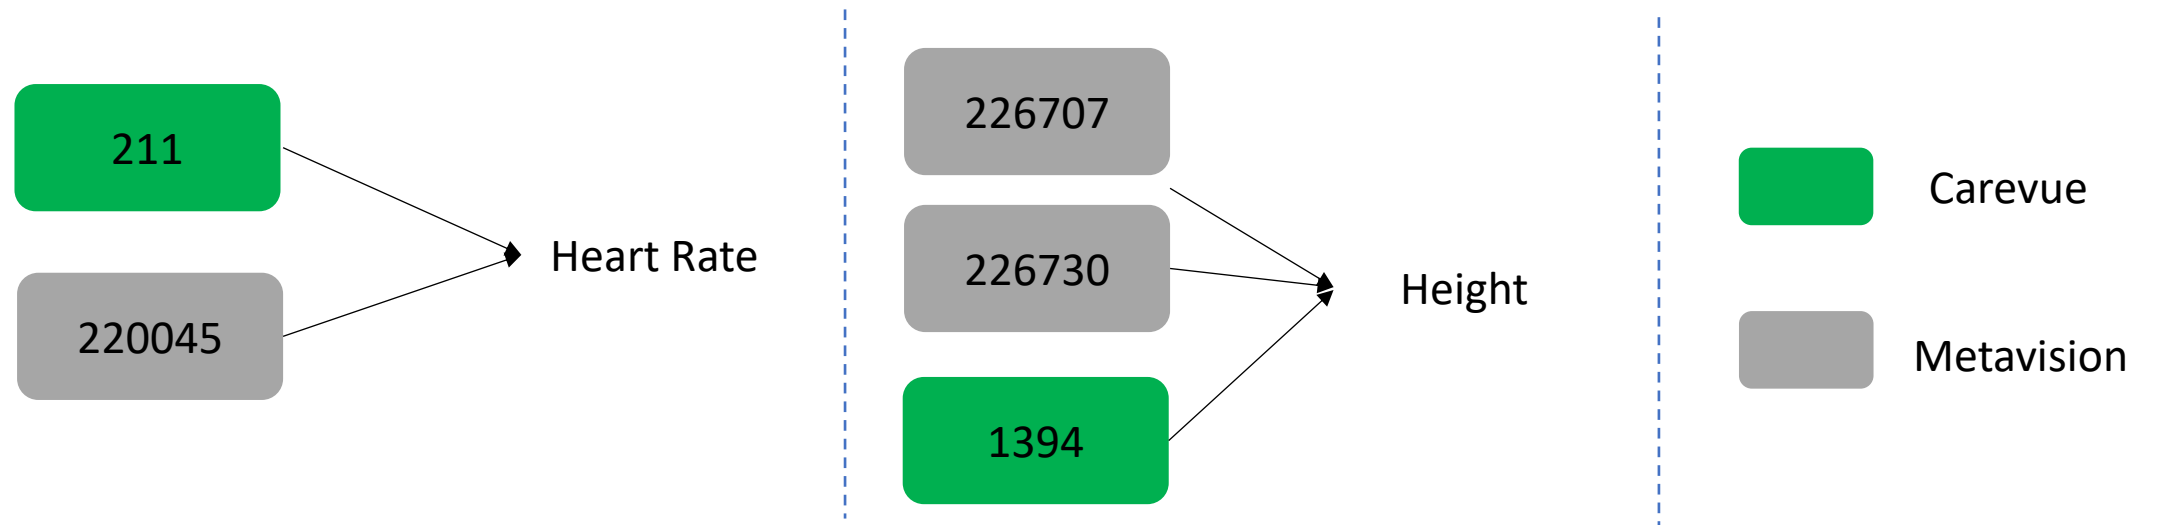 211
220045
Heart Rate
226707
226730
1394
Height
Carevue
Metavision